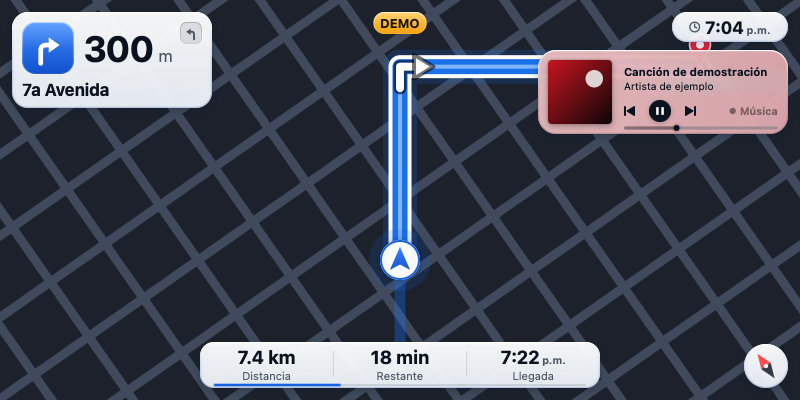 300 m
7a Avenida
DEMO
7:04 p.m.
Canción de demostración
Artista de ejemplo
Música
7.4 km
Distancia
18 min
Restante
7:22 p.m.
Llegada